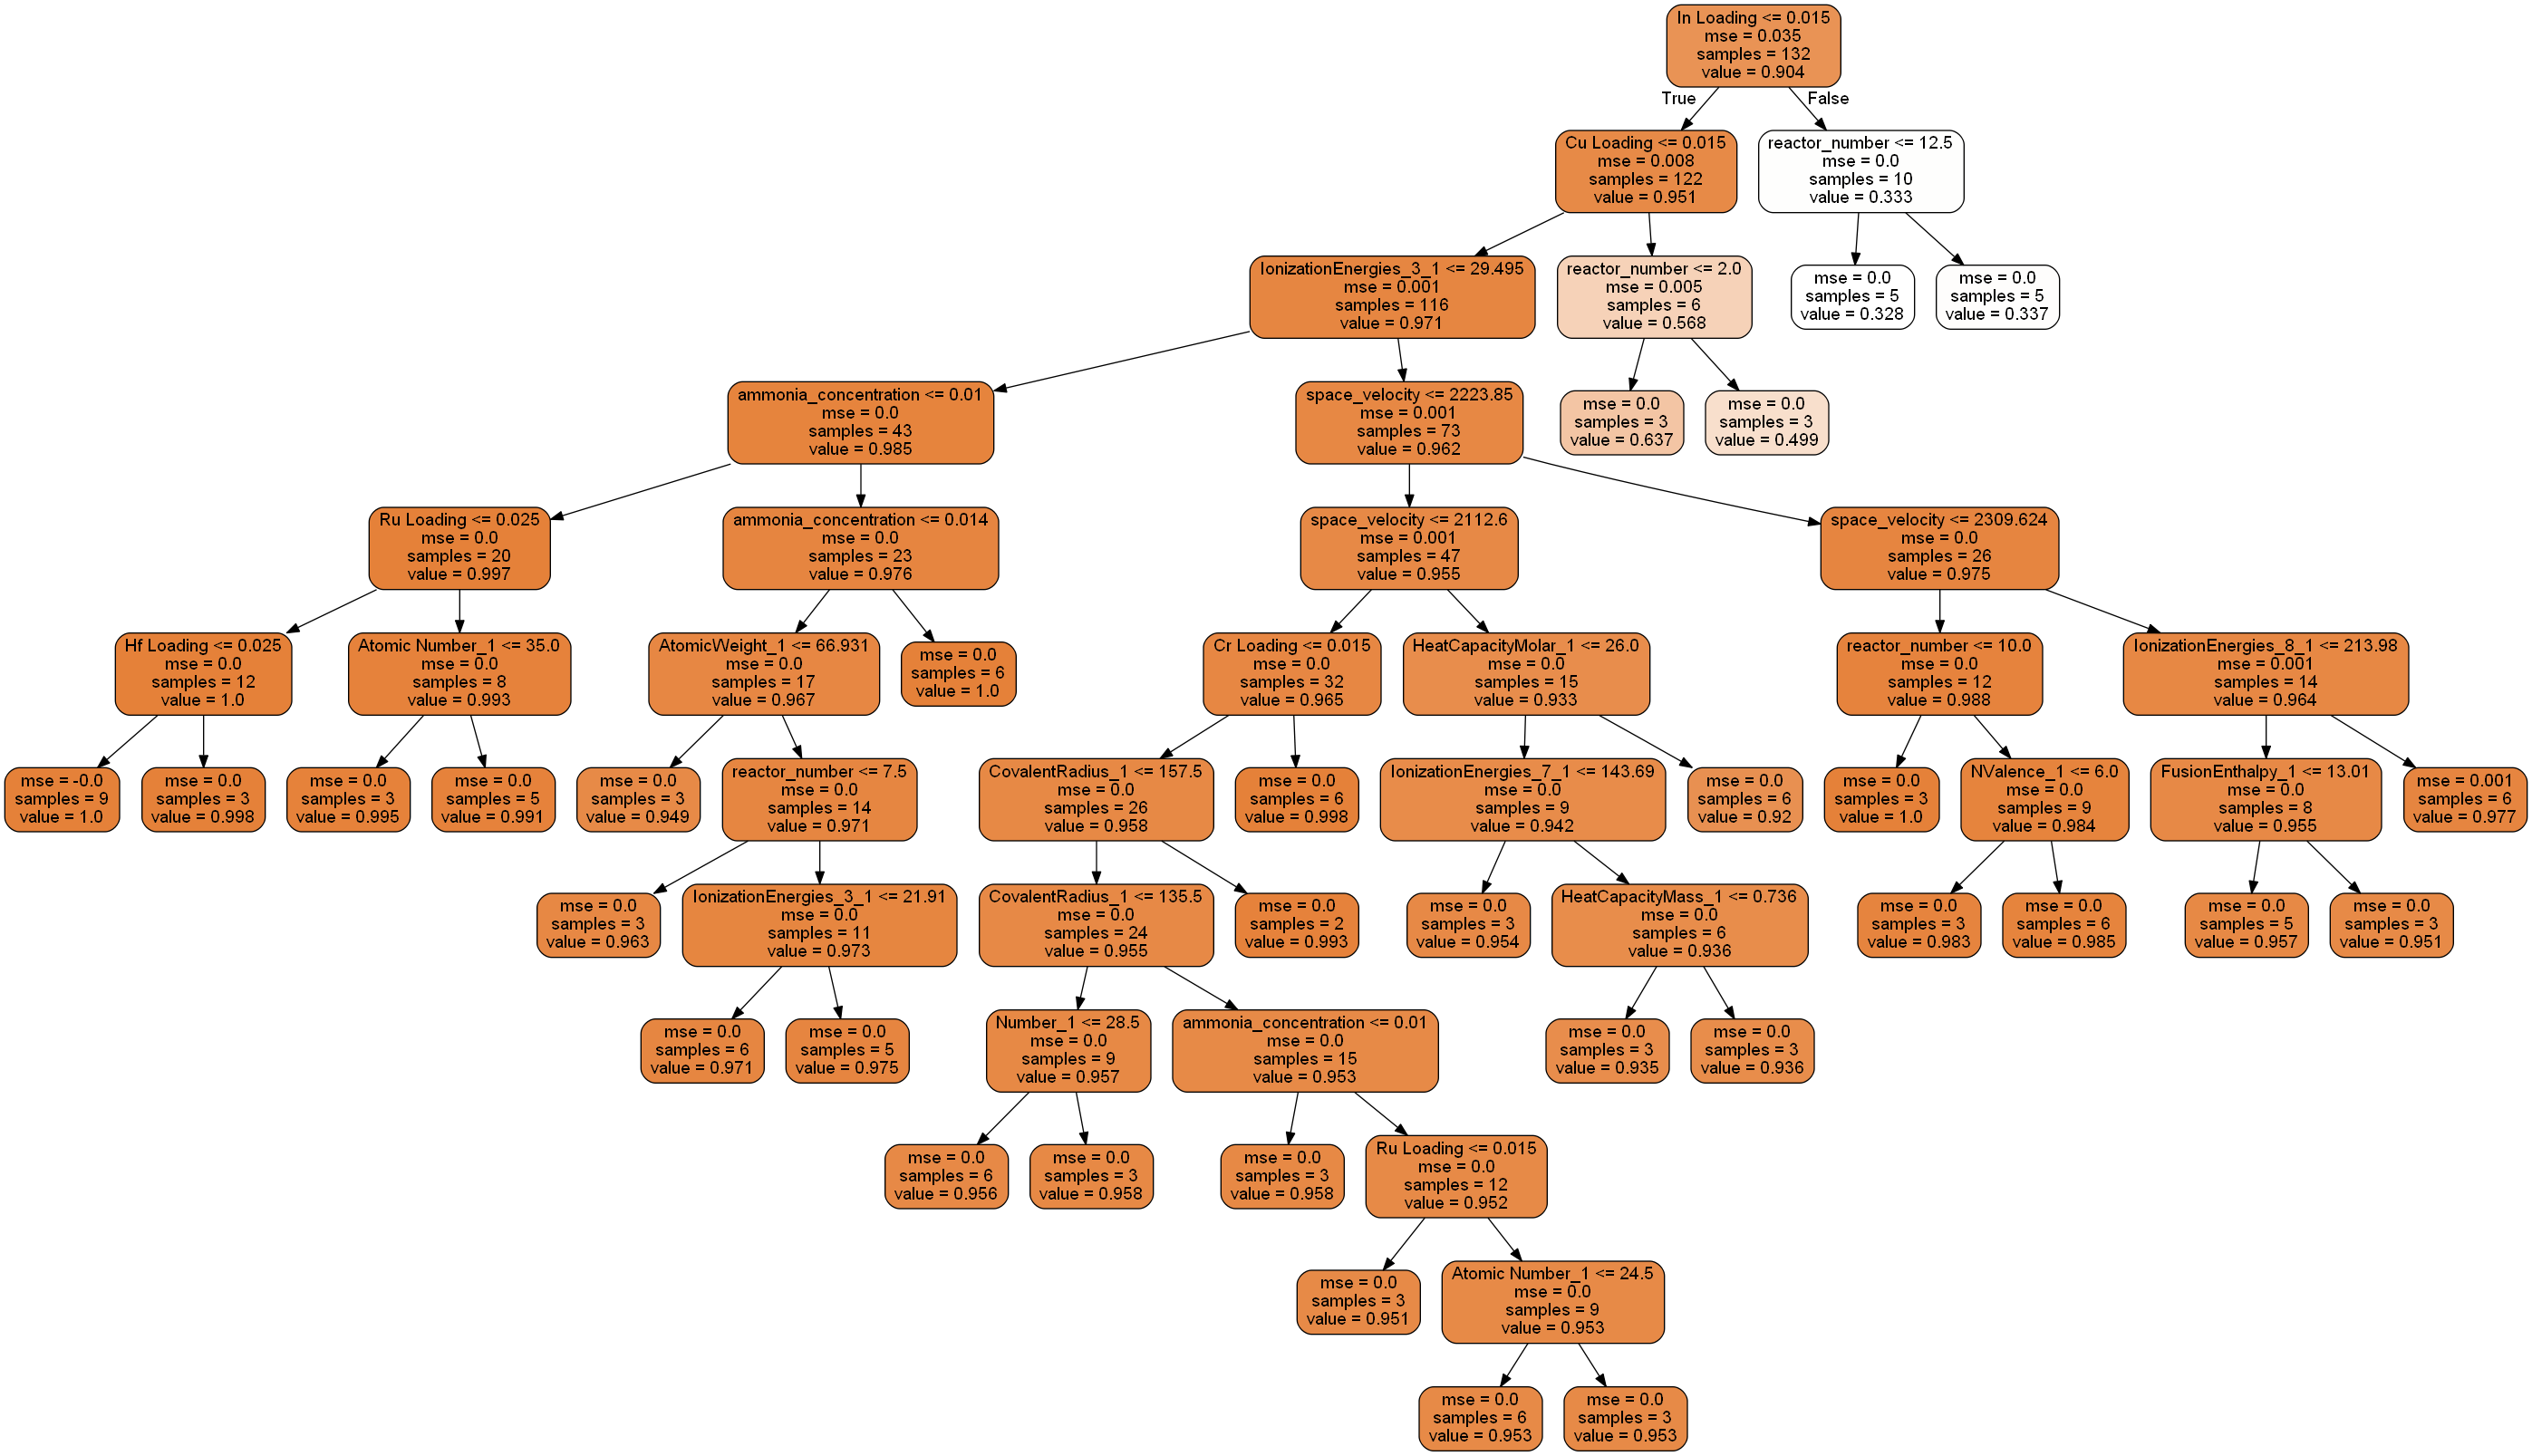 In Loading <= 0.015
mse = 0.035
samples = 132
value = 0.904
True
False
Cu Loading <= 0.015
mse = 0.008
samples = 122
value = 0.951
reactor_number <= 12.5
mse = 0.0
samples = 10
value = 0.333
IonizationEnergies_3_1 <= 29.495
mse = 0.001
samples = 116
value = 0.971
reactor_number <= 2.0
mse = 0.005
samples = 6
value = 0.568
mse = 0.0
samples = 5
value = 0.328
mse = 0.0
samples = 5
value = 0.337
ammonia_concentration <= 0.01
mse = 0.0
samples = 43
value = 0.985
space_velocity <= 2223.85
mse = 0.001
samples = 73
value = 0.962
mse = 0.0
samples = 3
value = 0.637
mse = 0.0
samples = 3
value = 0.499
Ru Loading <= 0.025
mse = 0.0
samples = 20
value = 0.997
ammonia_concentration <= 0.014
mse = 0.0
samples = 23
value = 0.976
space_velocity <= 2112.6
mse = 0.001
samples = 47
value = 0.955
space_velocity <= 2309.624
mse = 0.0
samples = 26
value = 0.975
Hf Loading <= 0.025
mse = 0.0
samples = 12
value = 1.0
Atomic Number_1 <= 35.0
mse = 0.0
samples = 8
value = 0.993
AtomicWeight_1 <= 66.931
mse = 0.0
samples = 17
value = 0.967
mse = 0.0
samples = 6
value = 1.0
Cr Loading <= 0.015
mse = 0.0
samples = 32
value = 0.965
HeatCapacityMolar_1 <= 26.0
mse = 0.0
samples = 15
value = 0.933
reactor_number <= 10.0
mse = 0.0
samples = 12
value = 0.988
IonizationEnergies_8_1 <= 213.98
mse = 0.001
samples = 14
value = 0.964
mse = -0.0
samples = 9
value = 1.0
mse = 0.0
samples = 3
value = 0.998
mse = 0.0
samples = 3
value = 0.995
mse = 0.0
samples = 5
value = 0.991
mse = 0.0
samples = 3
value = 0.949
reactor_number <= 7.5
mse = 0.0
samples = 14
value = 0.971
CovalentRadius_1 <= 157.5
mse = 0.0
samples = 26
value = 0.958
mse = 0.0
samples = 6
value = 0.998
IonizationEnergies_7_1 <= 143.69
mse = 0.0
samples = 9
value = 0.942
mse = 0.0
samples = 6
value = 0.92
mse = 0.0
samples = 3
value = 1.0
NValence_1 <= 6.0
mse = 0.0
samples = 9
value = 0.984
FusionEnthalpy_1 <= 13.01
mse = 0.0
samples = 8
value = 0.955
mse = 0.001
samples = 6
value = 0.977
mse = 0.0
samples = 3
value = 0.963
IonizationEnergies_3_1 <= 21.91
mse = 0.0
samples = 11
value = 0.973
CovalentRadius_1 <= 135.5
mse = 0.0
samples = 24
value = 0.955
mse = 0.0
samples = 2
value = 0.993
mse = 0.0
samples = 3
value = 0.954
HeatCapacityMass_1 <= 0.736
mse = 0.0
samples = 6
value = 0.936
mse = 0.0
samples = 3
value = 0.983
mse = 0.0
samples = 6
value = 0.985
mse = 0.0
samples = 5
value = 0.957
mse = 0.0
samples = 3
value = 0.951
mse = 0.0
samples = 6
value = 0.971
mse = 0.0
samples = 5
value = 0.975
Number_1 <= 28.5
mse = 0.0
samples = 9
value = 0.957
ammonia_concentration <= 0.01
mse = 0.0
samples = 15
value = 0.953
mse = 0.0
samples = 3
value = 0.935
mse = 0.0
samples = 3
value = 0.936
mse = 0.0
samples = 6
value = 0.956
mse = 0.0
samples = 3
value = 0.958
mse = 0.0
samples = 3
value = 0.958
Ru Loading <= 0.015
mse = 0.0
samples = 12
value = 0.952
mse = 0.0
samples = 3
value = 0.951
Atomic Number_1 <= 24.5
mse = 0.0
samples = 9
value = 0.953
mse = 0.0
samples = 6
value = 0.953
mse = 0.0
samples = 3
value = 0.953